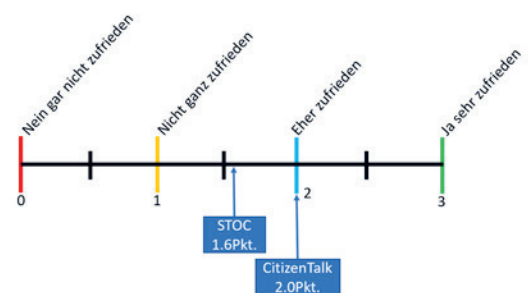 Nein gar nicht zufrieden
Nicht ganz zufrieden
Eher zufrieden
Ja sehr zufrieden
0
1
2
3
STOC
1.6Pkt.
CitizenTalk
2.0Pkt.